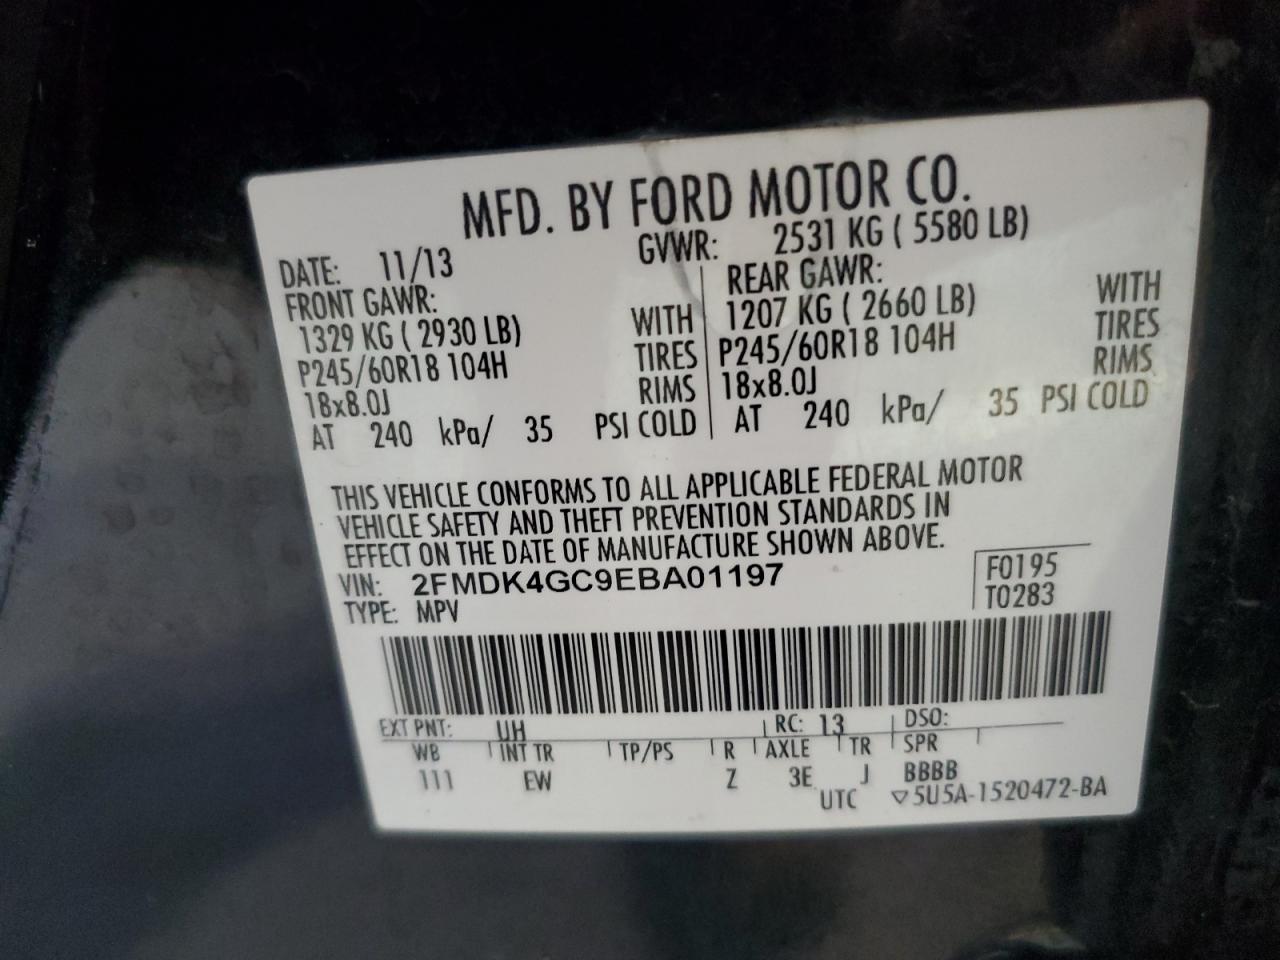 MFD. BY FORD MOTOR CO.
DATE: 11/13 GVWR: 2531 KG ( 5580 LB)
FRONT GAWR: REAR GAWR:
1329 KG ( 2930 LB) WITH 1207 KG ( 2660 LB) WITH
P245/60R18 104H TIRES P245/60R18 104H TIRES
18x8.0J RIMS 18x8.0J RIMS
AT 240 kPa/ 35 PSI COLD AT 240 kPa/ 35 PSI COLD
THIS VEHICLE CONFORMS TO ALL APPLICABLE FEDERAL MOTOR
VEHICLE SAFETY AND THEFT PREVENTION STANDARDS IN
EFFECT ON THE DATE OF MANUFACTURE SHOWN ABOVE.
VIN: 2FMDK4GC9EBA01197 F0195
TYPE: MPV T0283
EXT PNT: UH RC: 13 DSO:
WB INT TR TP/PS R AXLE TR SPR
111 EW Z 3E J BBBB
UTC ▽5U5A-1520472-BA